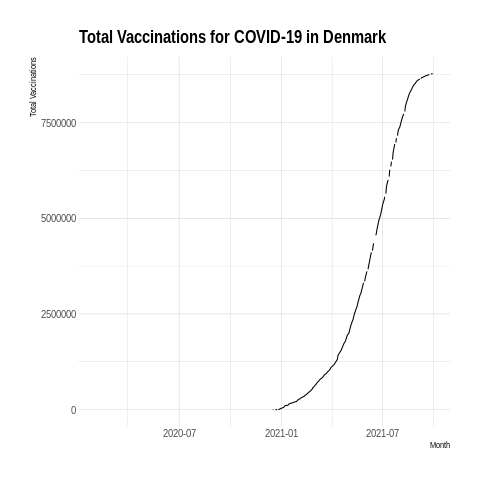 Total Vaccinations for COVID-19 in Denmark
Total Vaccinations
7500000
5000000
2500000
0
2020-07
2021-01
2021-07
Month